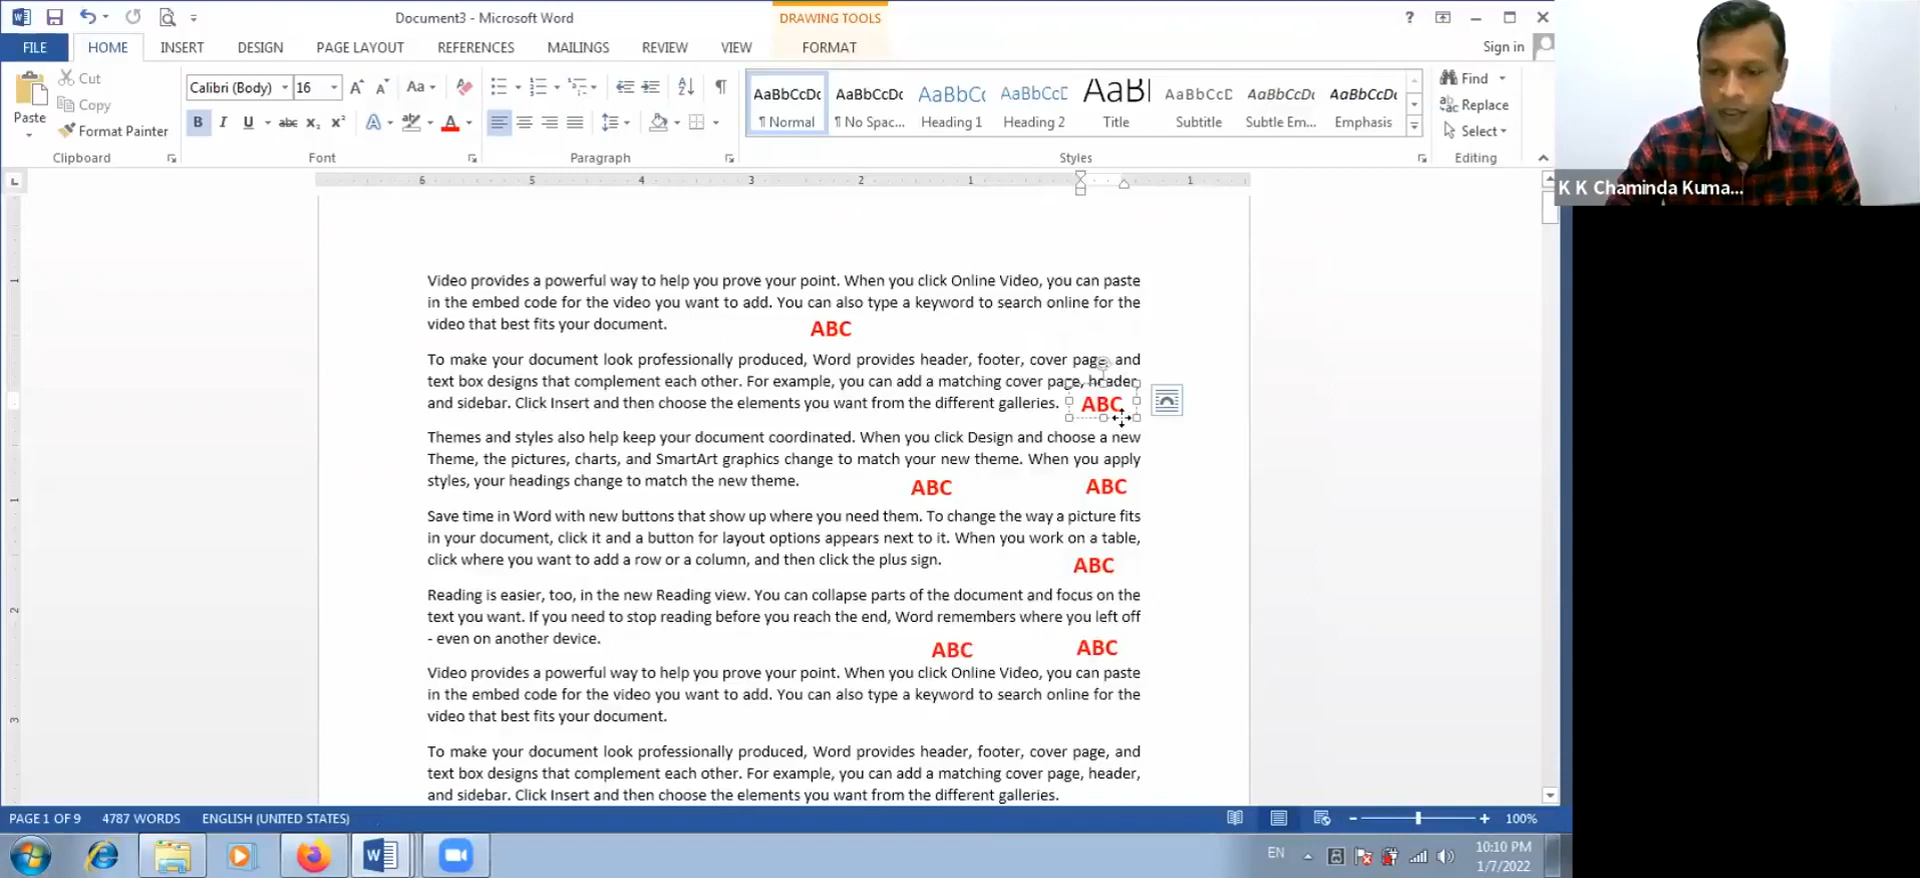 Document3 - Microsoft Word
DRAWING TOOLS
?
FILE
HOME
INSERT
DESIGN
PAGE LAYOUT
REFERENCES
MAILINGS
REVIEW
VIEW
FORMAT
Sign in
Paste
Cut
Copy
Format Painter
Clipboard
Calibri (Body)
16
Aa
B I U abc x₂ x²
Font
Paragraph
AaBbCcDc
¶ Normal
AaBbCcDc
¶ No Spac...
AaBbCc
Heading 1
AaBbCcD
Heading 2
AaBl
Title
AaBbCcD
Subtitle
AaBbCcDc
Subtle Em...
AaBbCcDc
Emphasis
Styles
Find
Replace
Select
Editing
K K Chaminda Kuma...
6 5 4 3 2 1 1
Video provides a powerful way to help you prove your point. When you click Online Video, you can paste
in the embed code for the video you want to add. You can also type a keyword to search online for the
video that best fits your document.
ABC
To make your document look professionally produced, Word provides header, footer, cover page, and
text box designs that complement each other. For example, you can add a matching cover page, header,
and sidebar. Click Insert and then choose the elements you want from the different galleries.
ABC
Themes and styles also help keep your document coordinated. When you click Design and choose a new
Theme, the pictures, charts, and SmartArt graphics change to match your new theme. When you apply
styles, your headings change to match the new theme.
ABC
ABC
Save time in Word with new buttons that show up where you need them. To change the way a picture fits
in your document, click it and a button for layout options appears next to it. When you work on a table,
click where you want to add a row or a column, and then click the plus sign.
ABC
Reading is easier, too, in the new Reading view. You can collapse parts of the document and focus on the
text you want. If you need to stop reading before you reach the end, Word remembers where you left off
- even on another device.
ABC
ABC
Video provides a powerful way to help you prove your point. When you click Online Video, you can paste
in the embed code for the video you want to add. You can also type a keyword to search online for the
video that best fits your document.
To make your document look professionally produced, Word provides header, footer, cover page, and
text box designs that complement each other. For example, you can add a matching cover page, header,
and sidebar. Click Insert and then choose the elements you want from the different galleries.
1
1
2
3
PAGE 1 OF 9
4787 WORDS
ENGLISH (UNITED STATES)
100%
EN
10:10 PM
1/7/2022